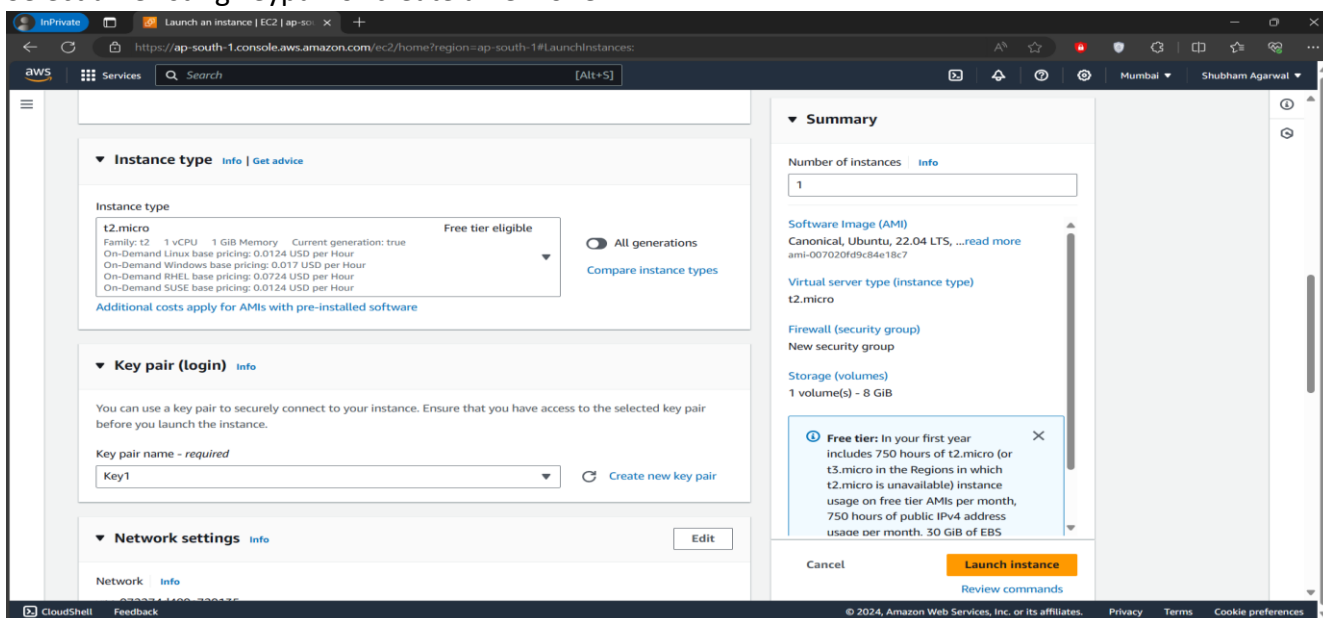 InPrivate
Launch an instance | EC2 | ap-sou
https://ap-south-1.console.aws.amazon.com/ec2/home?region=ap-south-1#LaunchInstances:
aws
Services
Search
[Alt+S]
Mumbai
Shubham Agarwal
Instance type Info | Get advice
Instance type
t2.micro
Free tier eligible
Family: t2 1 vCPU 1 GiB Memory Current generation: true
On-Demand Linux base pricing: 0.0124 USD per Hour
On-Demand Windows base pricing: 0.017 USD per Hour
On-Demand RHEL base pricing: 0.0724 USD per Hour
On-Demand SUSE base pricing: 0.0124 USD per Hour
All generations
Compare instance types
Additional costs apply for AMIs with pre-installed software
Key pair (login) Info
You can use a key pair to securely connect to your instance. Ensure that you have access to the selected key pair
before you launch the instance.
Key pair name - required
Key1
Create new key pair
Network settings Info
Edit
Network Info
Summary
Number of instances Info
1
Software Image (AMI)
Canonical, Ubuntu, 22.04 LTS, ...read more
ami-007020fd9c84e18c7
Virtual server type (instance type)
t2.micro
Firewall (security group)
New security group
Storage (volumes)
1 volume(s) - 8 GiB
Free tier: In your first year
includes 750 hours of t2.micro (or
t3.micro in the Regions in which
t2.micro is unavailable) instance
usage on free tier AMIs per month,
750 hours of public IPv4 address
usage per month, 30 GiB of EBS
Cancel
Launch instance
Review commands
CloudShell
Feedback
© 2024, Amazon Web Services, Inc. or its affiliates.
Privacy
Terms
Cookie preferences